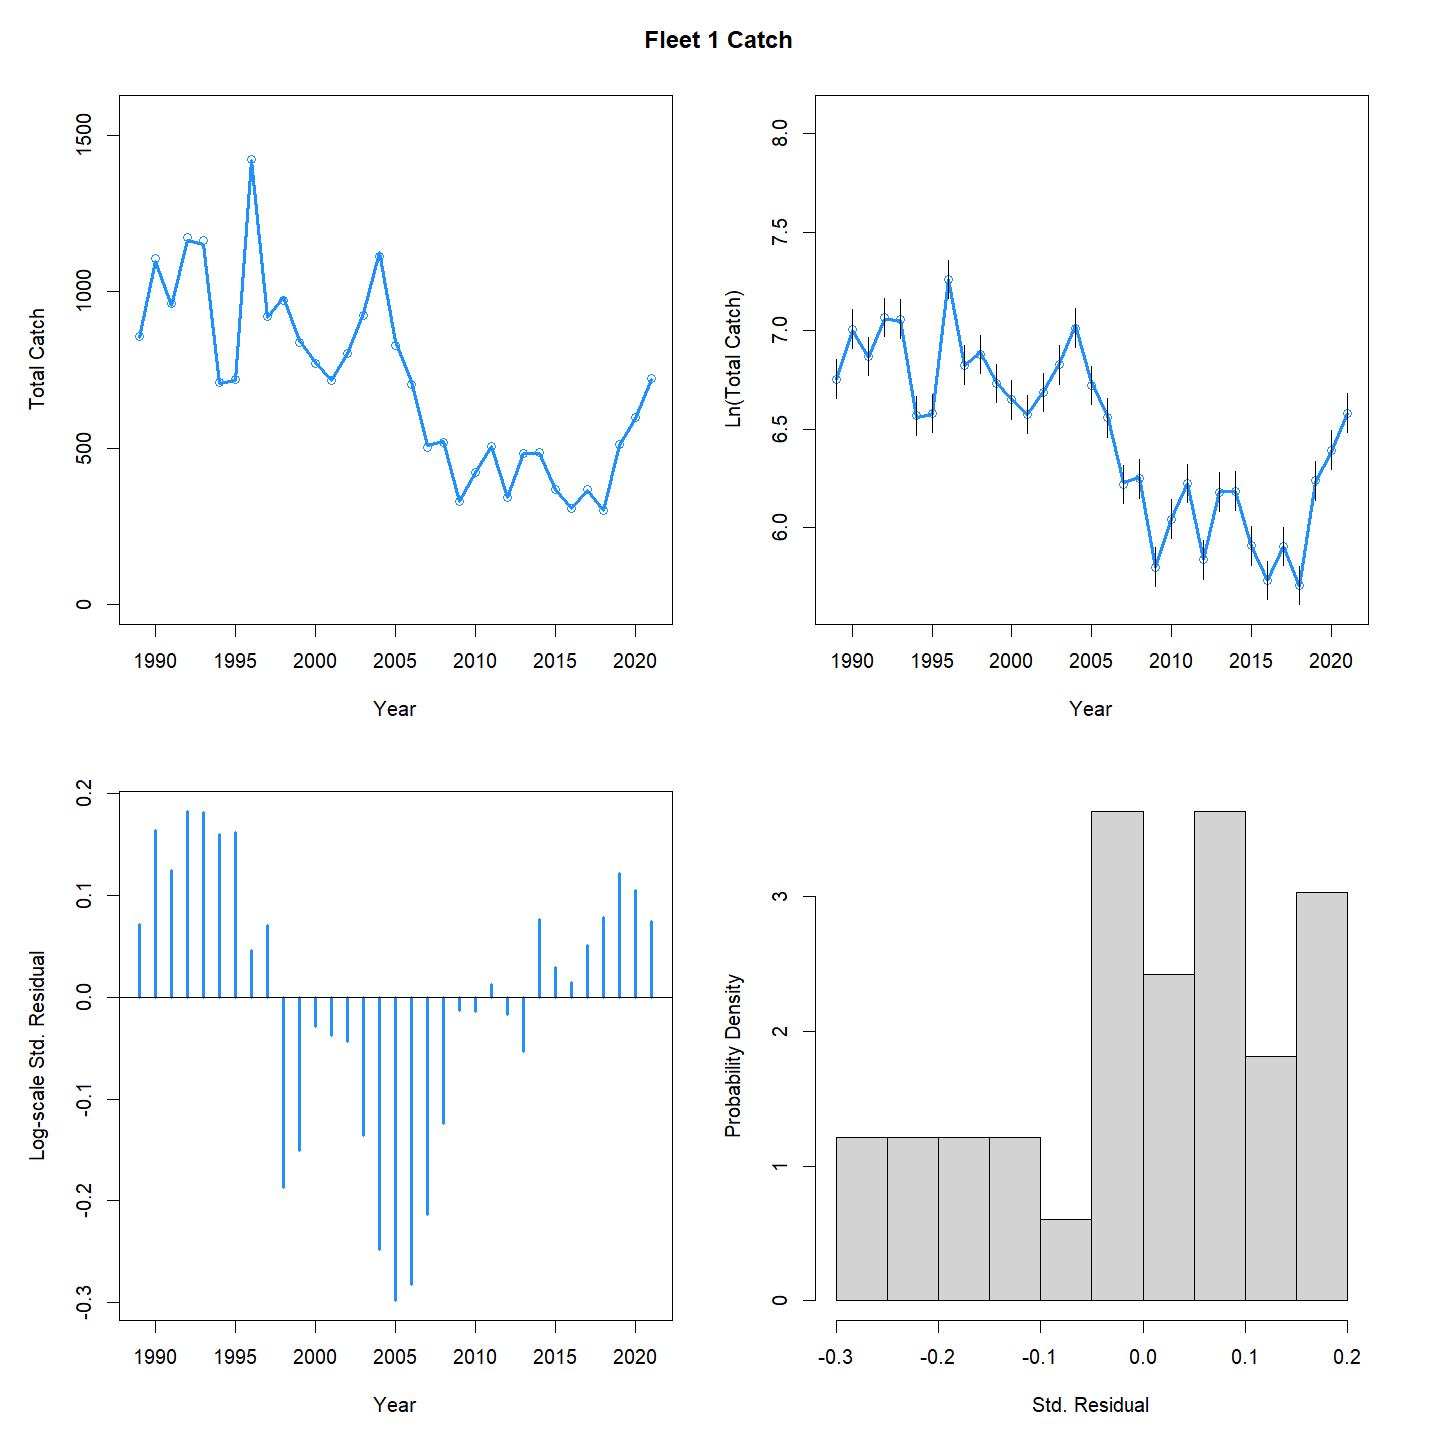 Fleet 1 Catch
Total Catch
1500
1000
500
0
1990 1995 2000 2005 2010 2015 2020
Year
Ln(Total Catch)
8.0
7.5
7.0
6.5
6.0
1990 1995 2000 2005 2010 2015 2020
Year
Log-scale Std. Residual
0.2
0.1
0.0
-0.1
-0.2
-0.3
1990 1995 2000 2005 2010 2015 2020
Year
Probability Density
3
2
1
0
-0.3 -0.2 -0.1 0.0 0.1 0.2
Std. Residual